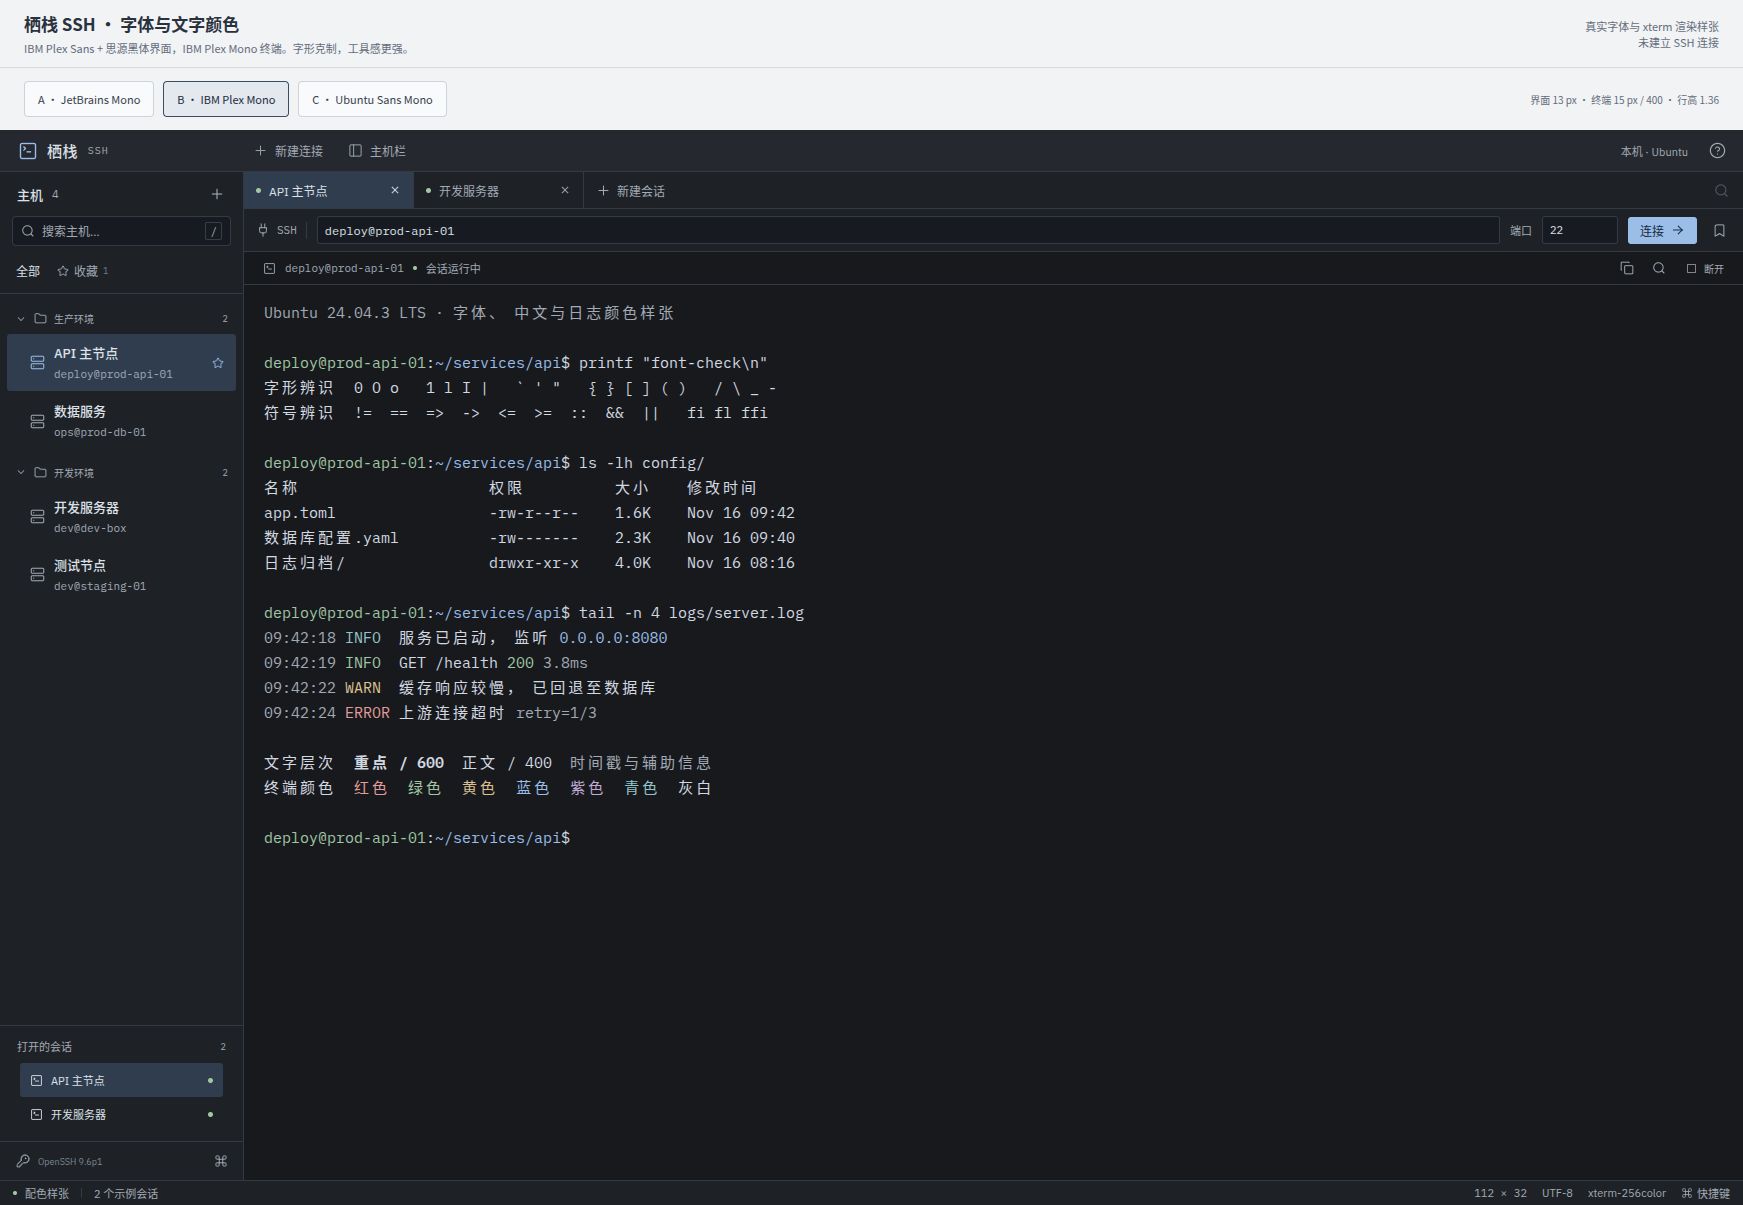 栖栈 SSH · 字体与文字颜色
IBM Plex Sans + 思源黑体界面，IBM Plex Mono 终端。字形克制，工具感更强。
真实字体与 xterm 渲染样张
未建立 SSH 连接
A · JetBrains Mono
B · IBM Plex Mono
C · Ubuntu Sans Mono
界面 13 px · 终端 15 px / 400 · 行高 1.36
栖栈 SSH
新建连接
主机栏
本机 · Ubuntu
主机 4
搜索主机... /
全部 收藏 1
生产环境 2
API 主节点
deploy@prod-api-01
数据服务
ops@prod-db-01
开发环境 2
开发服务器
dev@dev-box
测试节点
dev@staging-01
打开的会话 2
API 主节点
开发服务器
OpenSSH 9.6p1
API 主节点
开发服务器
新建会话
SSH deploy@prod-api-01 端口 22 连接
deploy@prod-api-01 会话运行中 断开
Ubuntu 24.04.3 LTS · 字体、 中文与日志颜色样张
deploy@prod-api-01:~/services/api$ printf "font-check\n"
字形辨识 0 O o 1 l I | ` ' " { } [ ] ( ) / \ _ -
符号辨识 != == => -> <= >= :: && || fi fl ffi
deploy@prod-api-01:~/services/api$ ls -lh config/
名称 权限 大小 修改时间
app.toml -rw-r--r-- 1.6K Nov 16 09:42
数据库配置.yaml -rw------- 2.3K Nov 16 09:40
日志归档/ drwxr-xr-x 4.0K Nov 16 08:16
deploy@prod-api-01:~/services/api$ tail -n 4 logs/server.log
09:42:18 INFO 服务已启动， 监听 0.0.0.0:8080
09:42:19 INFO GET /health 200 3.8ms
09:42:22 WARN 缓存响应较慢， 已回退至数据库
09:42:24 ERROR 上游连接超时 retry=1/3
文字层次 重点 / 600 正文 / 400 时间戳与辅助信息
终端颜色 红色 绿色 黄色 蓝色 紫色 青色 灰白
deploy@prod-api-01:~/services/api$
配色样张 2 个示例会话
112 × 32 UTF-8 xterm-256color ⌘ 快捷键